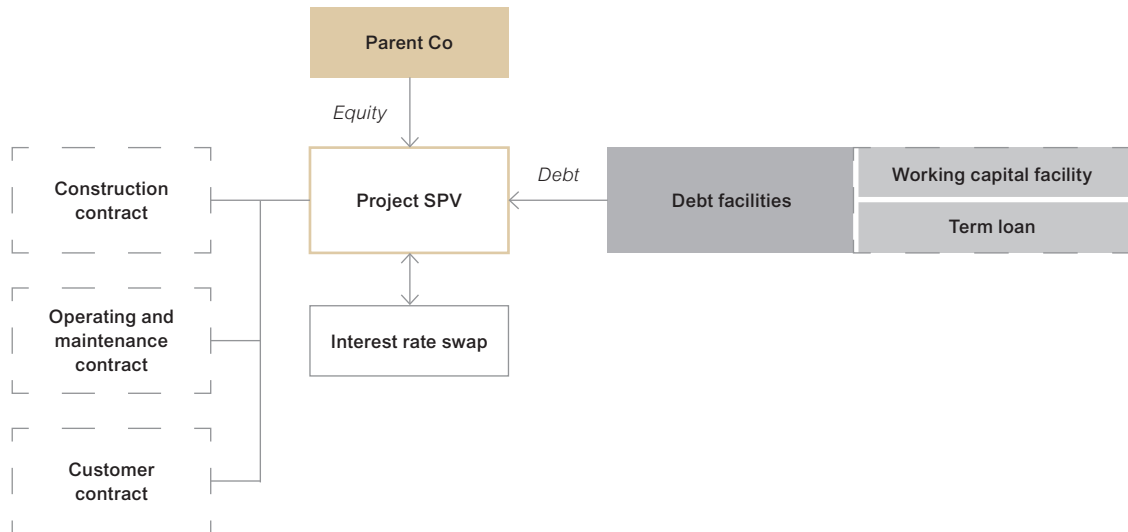 Parent Co
Equity
Construction
contract
Project SPV
Debt
Debt facilities
Working capital facility
Term loan
Operating and
maintenance
contract
Interest rate swap
Customer
contract